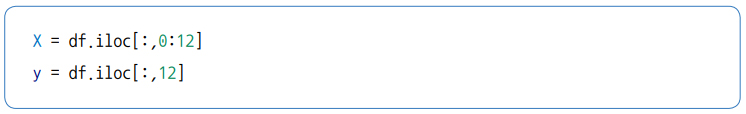 X = df.iloc[:,0:12]
y = df.iloc[:,12]